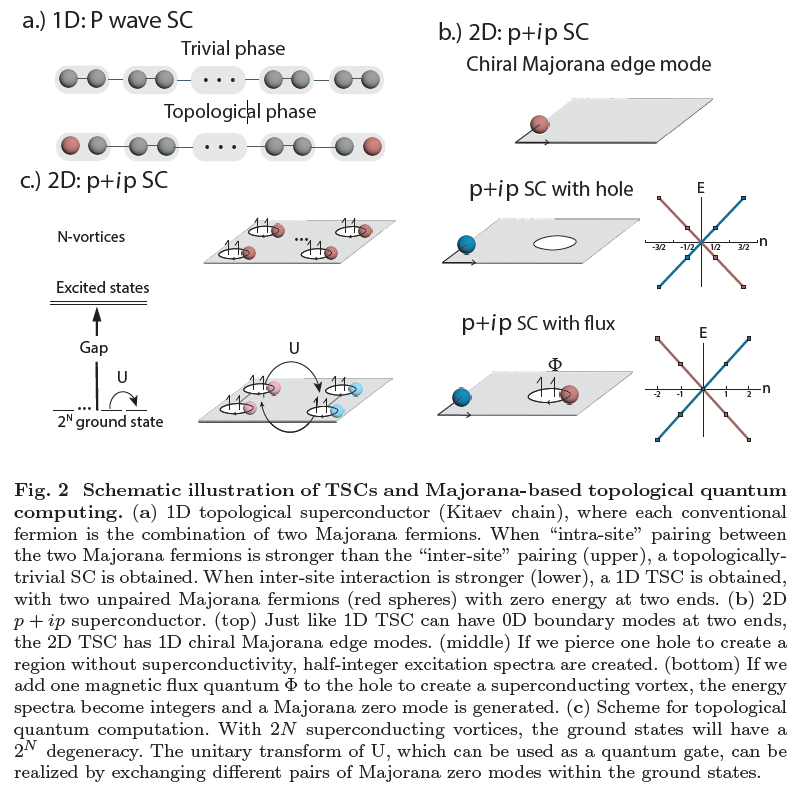 a.) 1D: P wave SC
Trivial phase
...
Topological phase
...
b.) 2D: p+ip SC
Chiral Majorana edge mode
p+ip SC with hole
E
n
-3/2 -1/2 1/2 3/2
p+ip SC with flux
Φ
E
n
-2 -1 1 2
c.) 2D: p+ip SC
N-vortices
...
Excited states
Gap
U
...
2ᴺ ground state
U
Fig. 2 Schematic illustration of TSCs and Majorana-based topological quantum
computing. (a) 1D topological superconductor (Kitaev chain), where each conventional
fermion is the combination of two Majorana fermions. When “intra-site” pairing between
the two Majorana fermions is stronger than the “inter-site” pairing (upper), a topologically-
trivial SC is obtained. When inter-site interaction is stronger (lower), a 1D TSC is obtained,
with two unpaired Majorana fermions (red spheres) with zero energy at two ends. (b) 2D
p + ip superconductor. (top) Just like 1D TSC can have 0D boundary modes at two ends,
the 2D TSC has 1D chiral Majorana edge modes. (middle) If we pierce one hole to create a
region without superconductivity, half-integer excitation spectra are created. (bottom) If we
add one magnetic flux quantum Φ to the hole to create a superconducting vortex, the energy
spectra become integers and a Majorana zero mode is generated. (c) Scheme for topological
quantum computation. With 2N superconducting vortices, the ground states will have a
2ᴺ degeneracy. The unitary transform of U, which can be used as a quantum gate, can be
realized by exchanging different pairs of Majorana zero modes within the ground states.